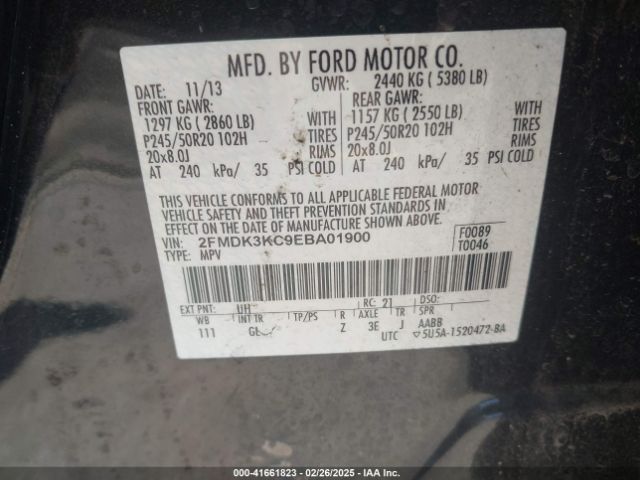 MFD. BY FORD MOTOR CO.
DATE: 11/13 GVWR: 2440 KG ( 5380 LB)
FRONT GAWR: REAR GAWR:
1297 KG ( 2860 LB) WITH 1157 KG ( 2550 LB) WITH
P245/50R20 102H TIRES P245/50R20 102H TIRES
20x8.0J RIMS 20x8.0J RIMS
AT 240 kPa/ 35 PSI COLD AT 240 kPa/ 35 PSI COLD
THIS VEHICLE CONFORMS TO ALL APPLICABLE FEDERAL MOTOR
VEHICLE SAFETY AND THEFT PREVENTION STANDARDS IN
EFFECT ON THE DATE OF MANUFACTURE SHOWN ABOVE.
VIN: 2FMDK3KC9EBA01900 F0089
TYPE: MPV T0046
EXT PNT: UH RC: 21 DSO:
WB INT TR TP/PS R AXLE TR SPR
111 Z 3E J AABB
UTC 5U5A-1520472-BA
000-41661823 | 02/26/2025 | IAA, Inc.